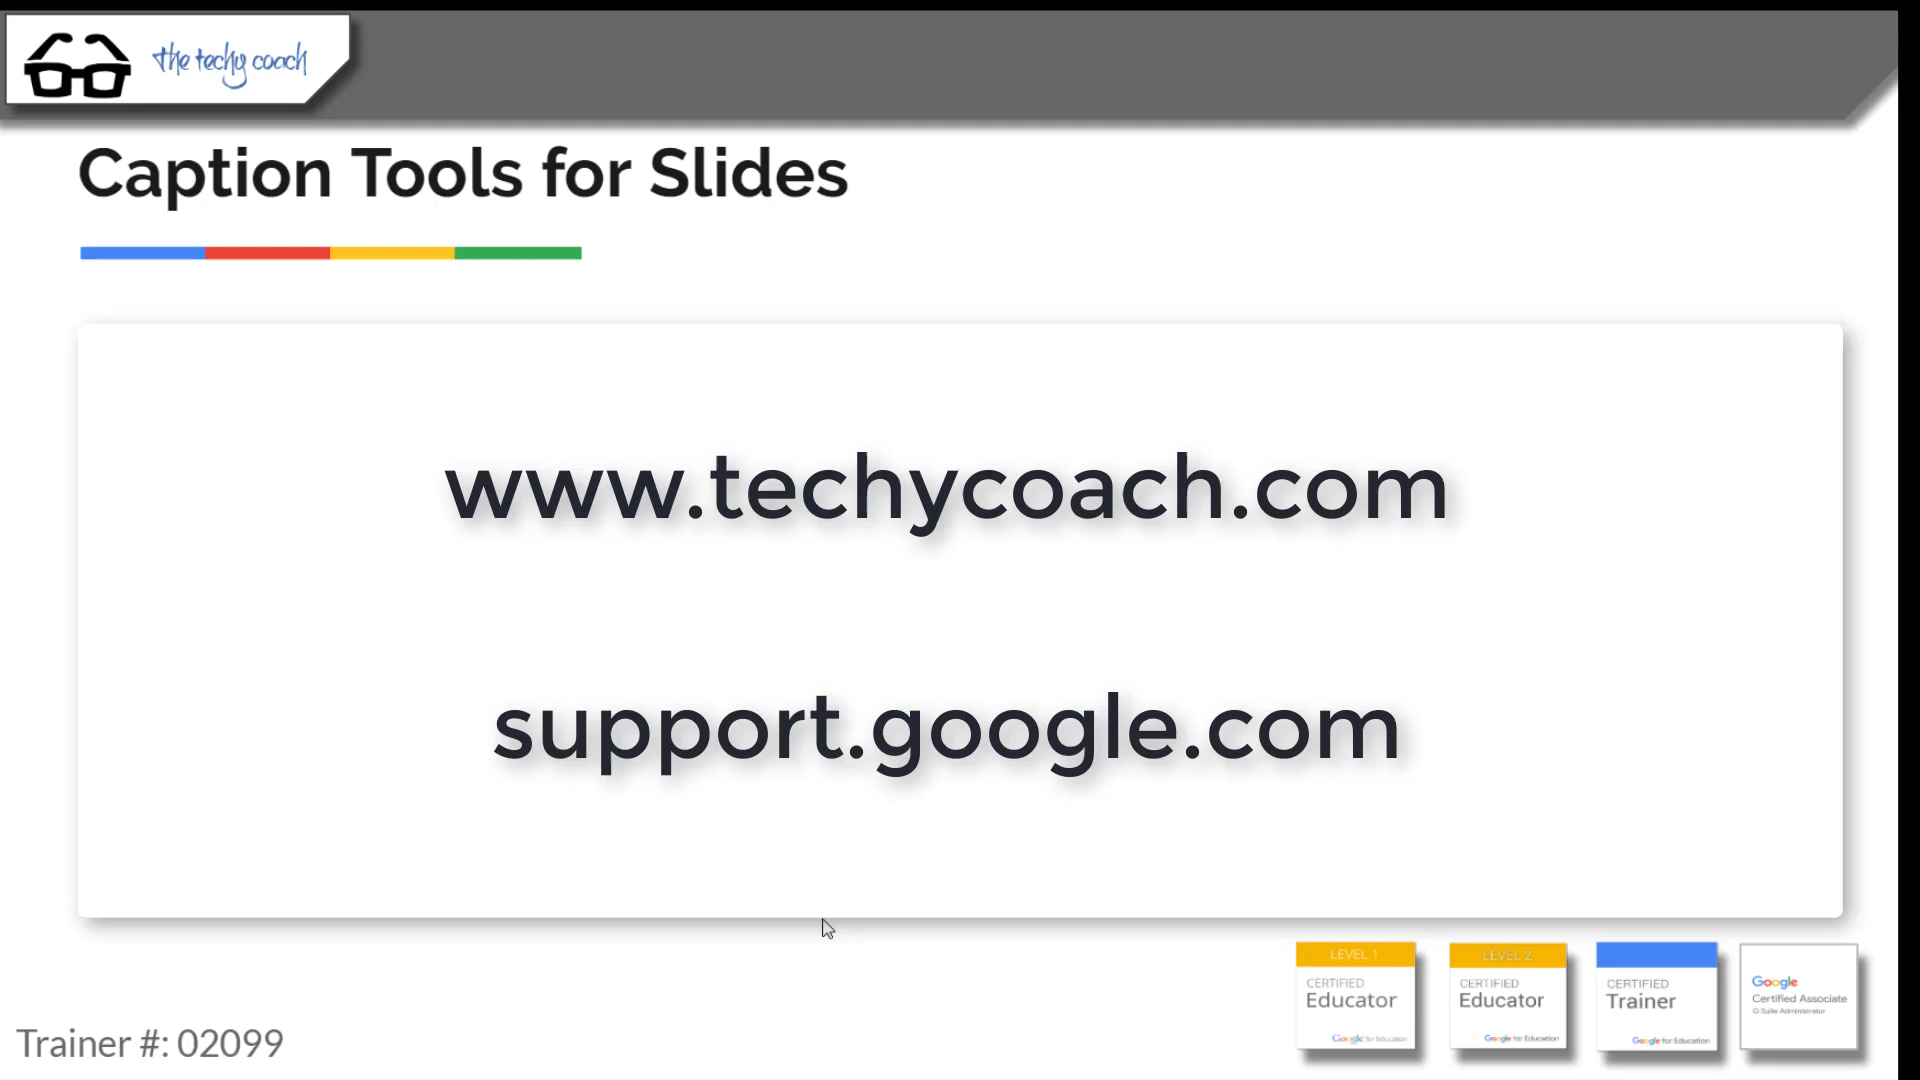 the techy coach
Caption Tools for Slides
www.techycoach.com
support.google.com
LEVEL 1
CERTIFIED
Educator
Google for Education
LEVEL 2
CERTIFIED
Educator
Google for Education
CERTIFIED
Trainer
Google for Education
Google
Certified Associate
G Suite Administrator
Trainer #: 02099